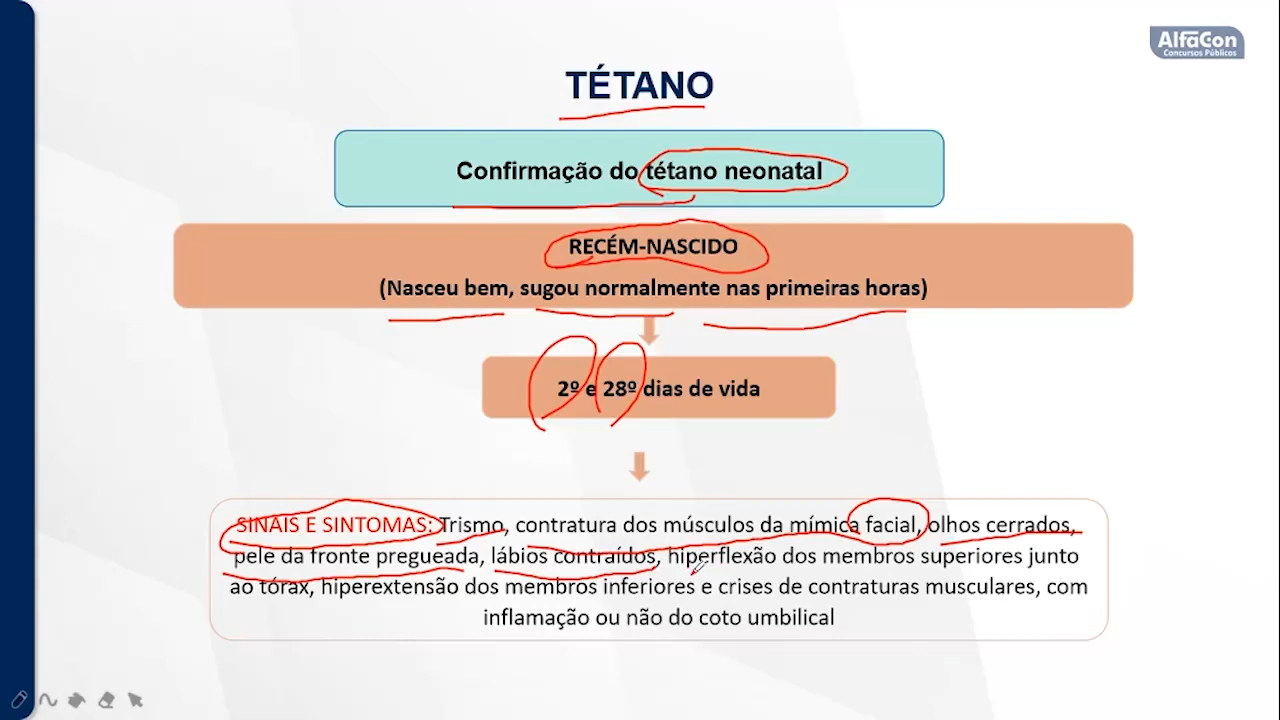 AlfaCon
Concursos Públicos
TÉTANO
Confirmação do tétano neonatal
RECÉM-NASCIDO
(Nasceu bem, sugou normalmente nas primeiras horas)
2º e 28º dias de vida
SINAIS E SINTOMAS: Trismo, contratura dos músculos da mímica facial, olhos cerrados,
pele da fronte pregueada, lábios contraídos, hiperflexão dos membros superiores junto
ao tórax, hiperextensão dos membros inferiores e crises de contraturas musculares, com
inflamação ou não do coto umbilical